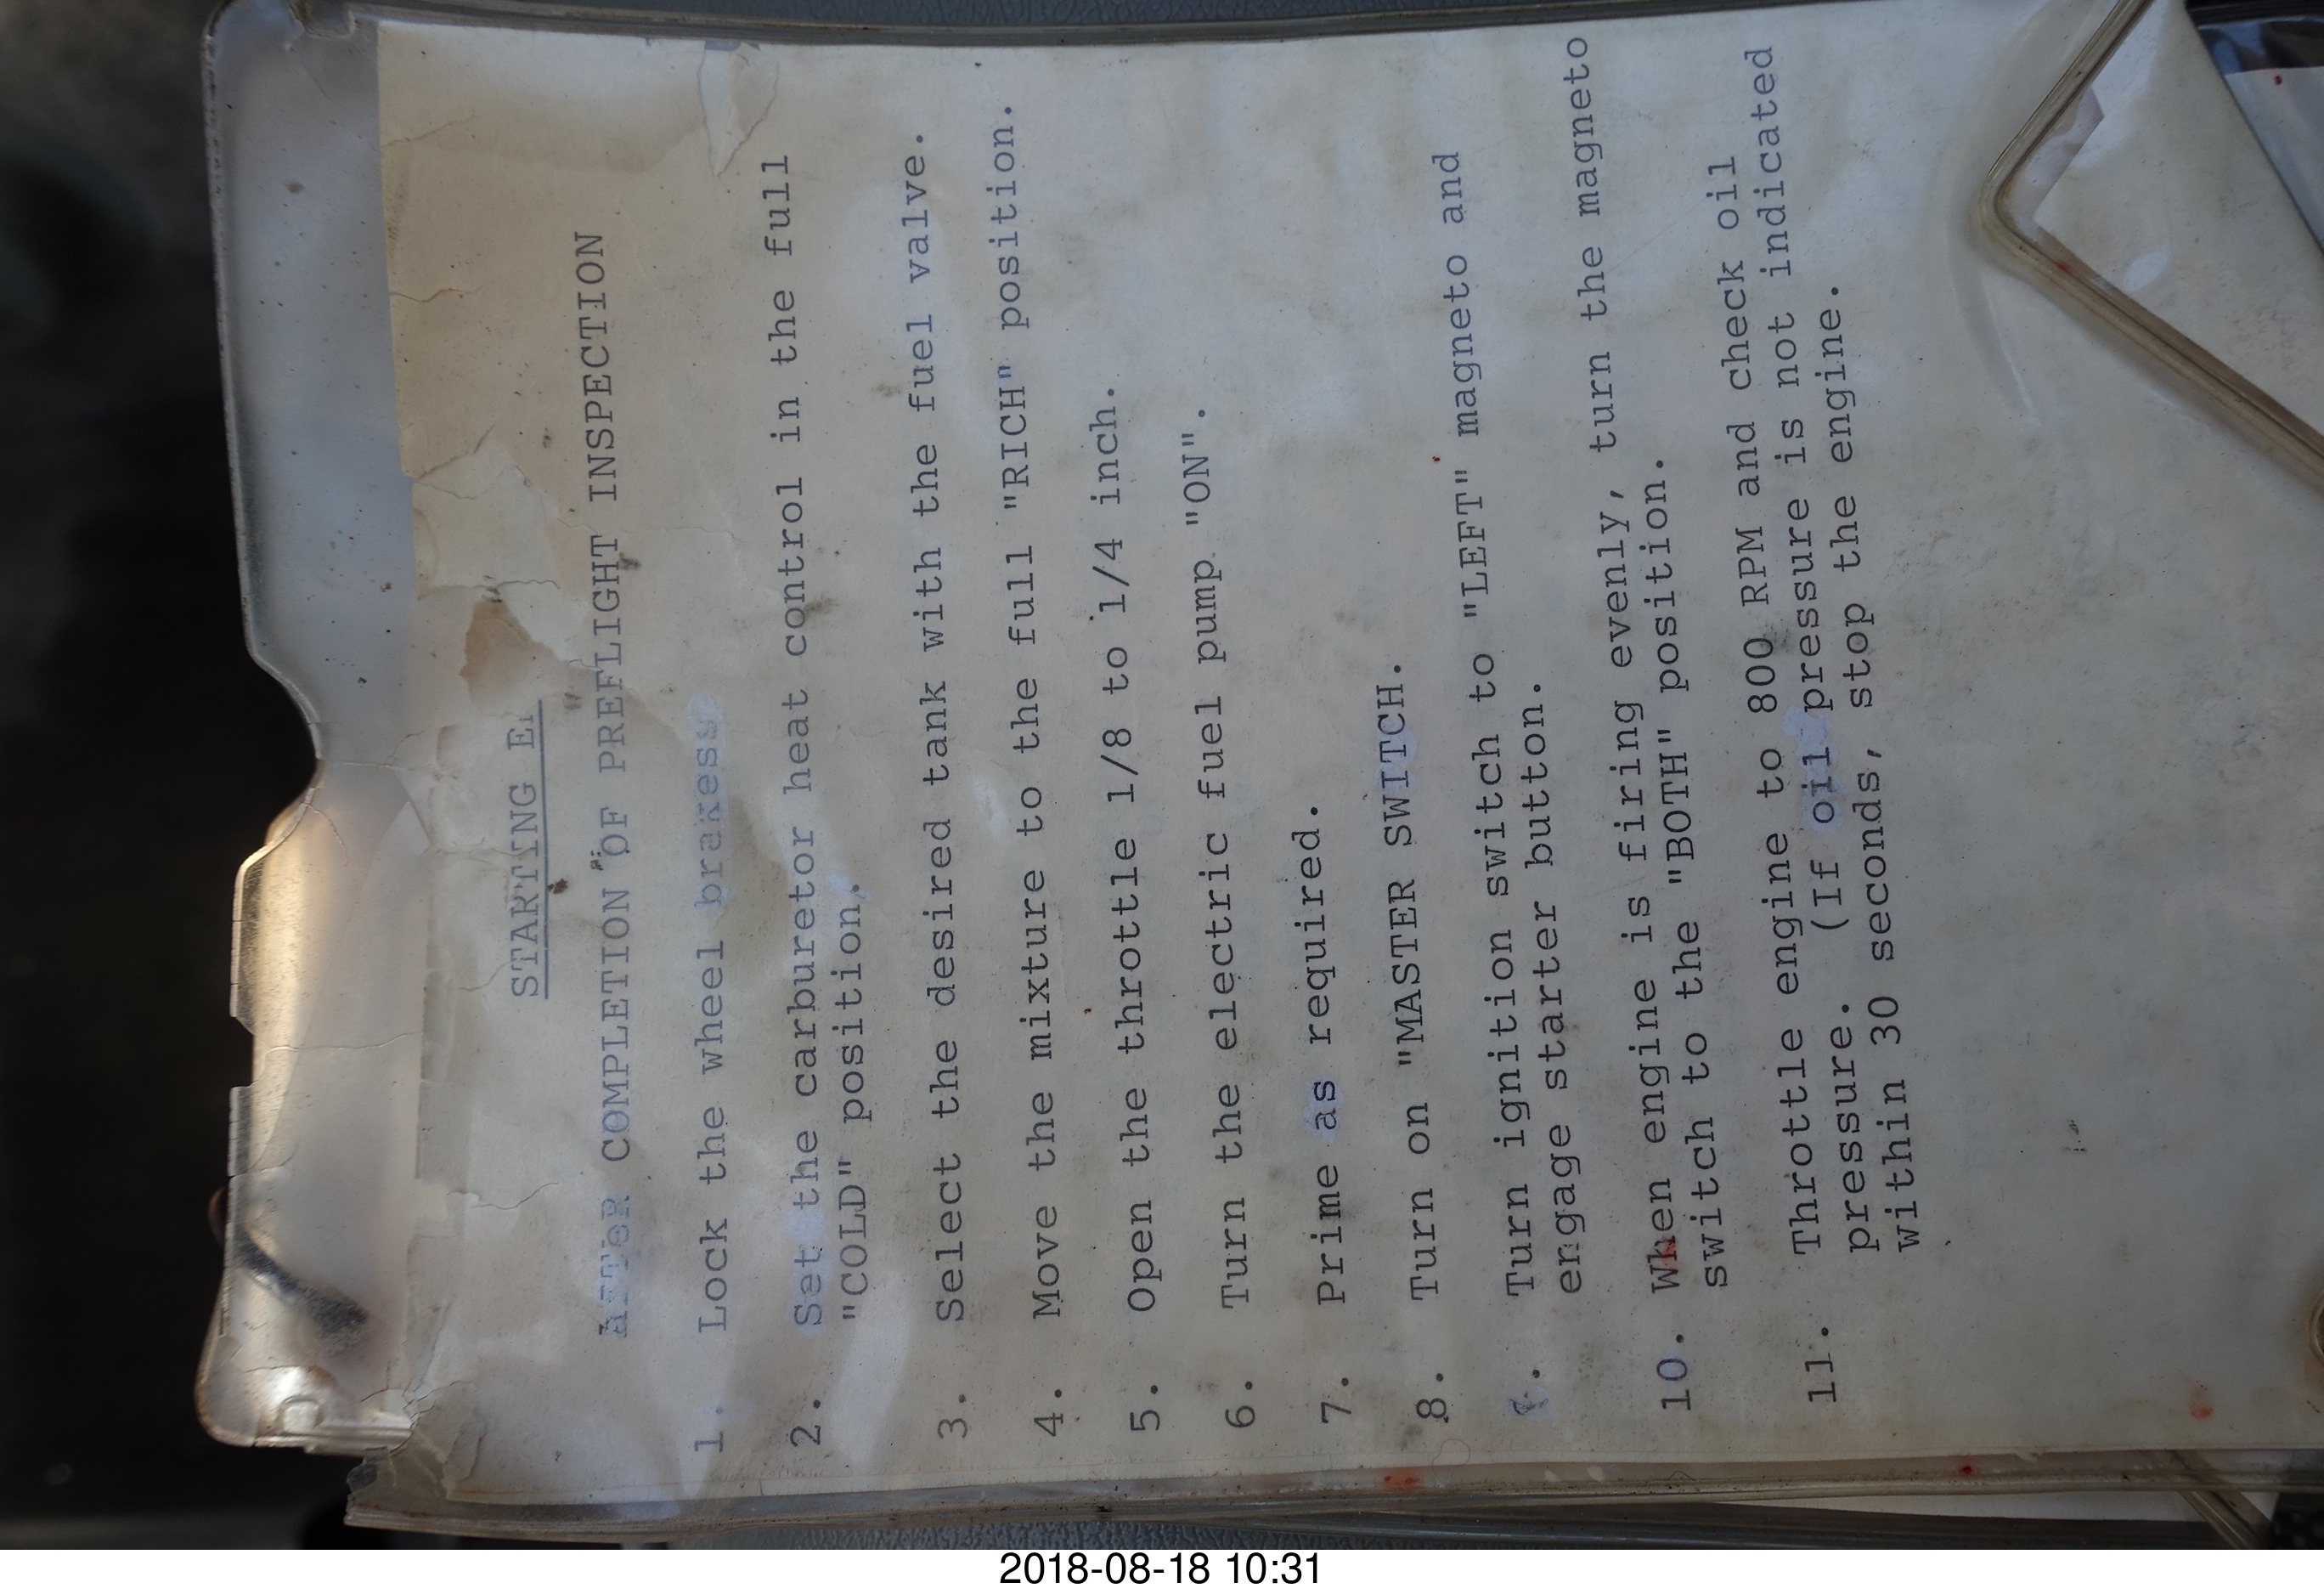 STARTING
AFTER COMPLETION OF PREFLIGHT INSPECTION
1. Lock the wheel brakes
2. Set the carburetor heat control in the full
"COLD" position.
3. Select the desired tank with the fuel valve.
4. Move the mixture to the full "RICH" position.
5. Open the throttle 1/8 to 1/4 inch.
6. Turn the electric fuel pump "ON".
7. Prime as required.
8. Turn on "MASTER SWITCH.
Turn ignition switch to "LEFT" magneto and
engage starter button.
10. When engine is firing evenly, turn the magneto
switch to the "BOTH" position.
11. Throttle engine to 800 RPM and check oil
pressure. (If oil pressure is not indicated
within 30 seconds, stop the engine.
2018-08-18 10:31